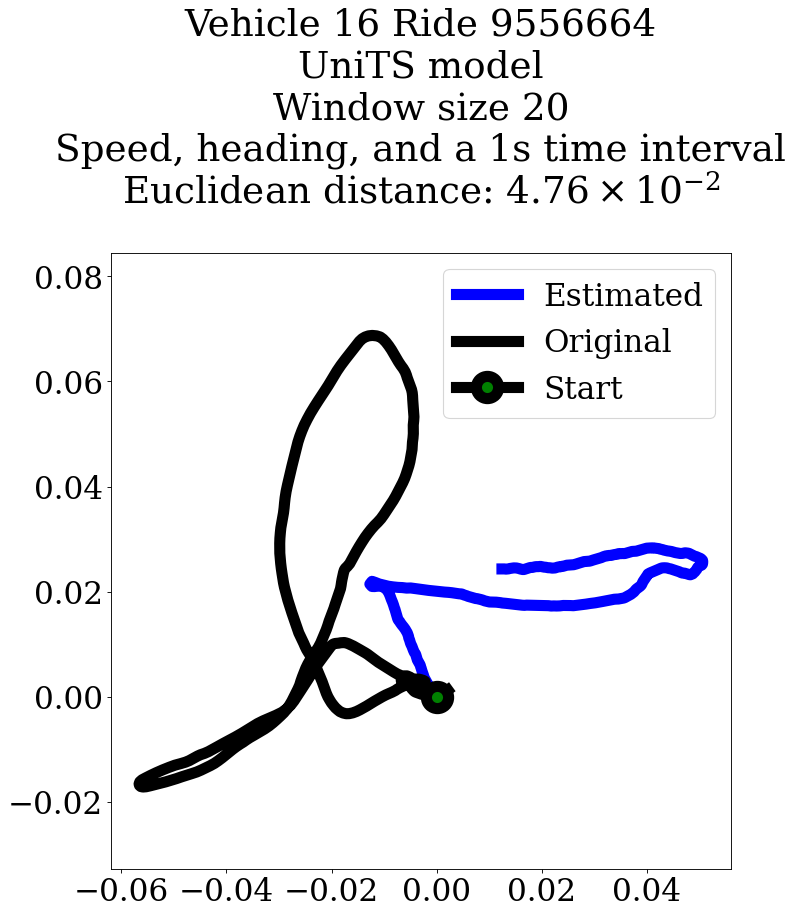 Vehicle 16 Ride 9556664
UniTS model
Window size 20
Speed, heading, and a 1s time interval
Euclidean distance: 4.76 × 10⁻²
Estimated
Original
Start
0.08
0.06
0.04
0.02
0.00
−0.02
−0.06 −0.04 −0.02 0.00 0.02 0.04